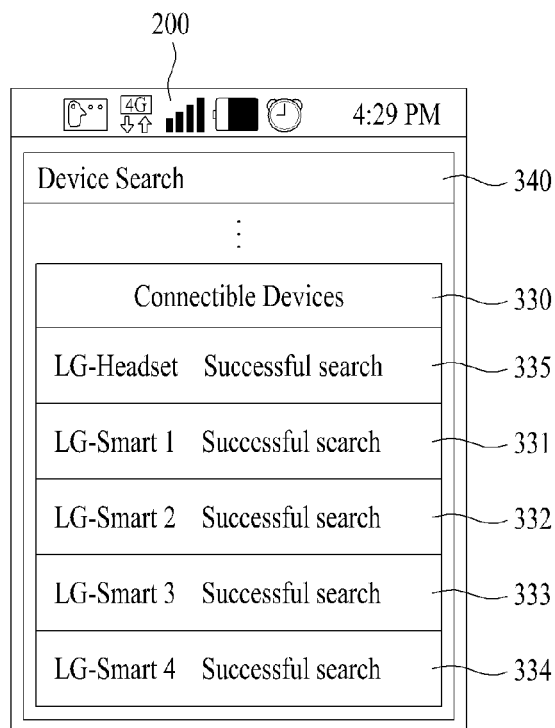 200
4G
4:29 PM
Device Search
340
Connectible Devices
330
LG-Headset Successful search
335
LG-Smart 1 Successful search
331
LG-Smart 2 Successful search
332
LG-Smart 3 Successful search
333
LG-Smart 4 Successful search
334